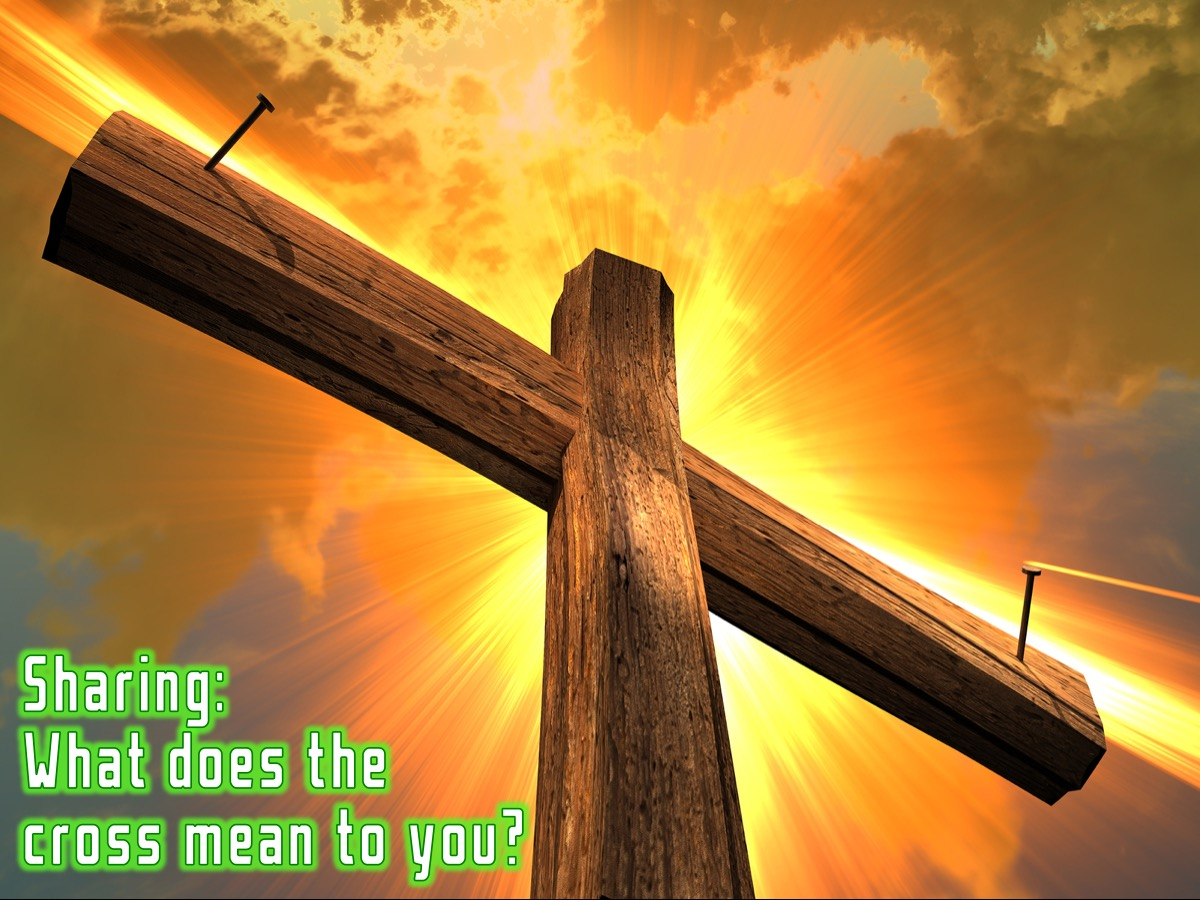 Sharing:
What does the
cross mean to you?